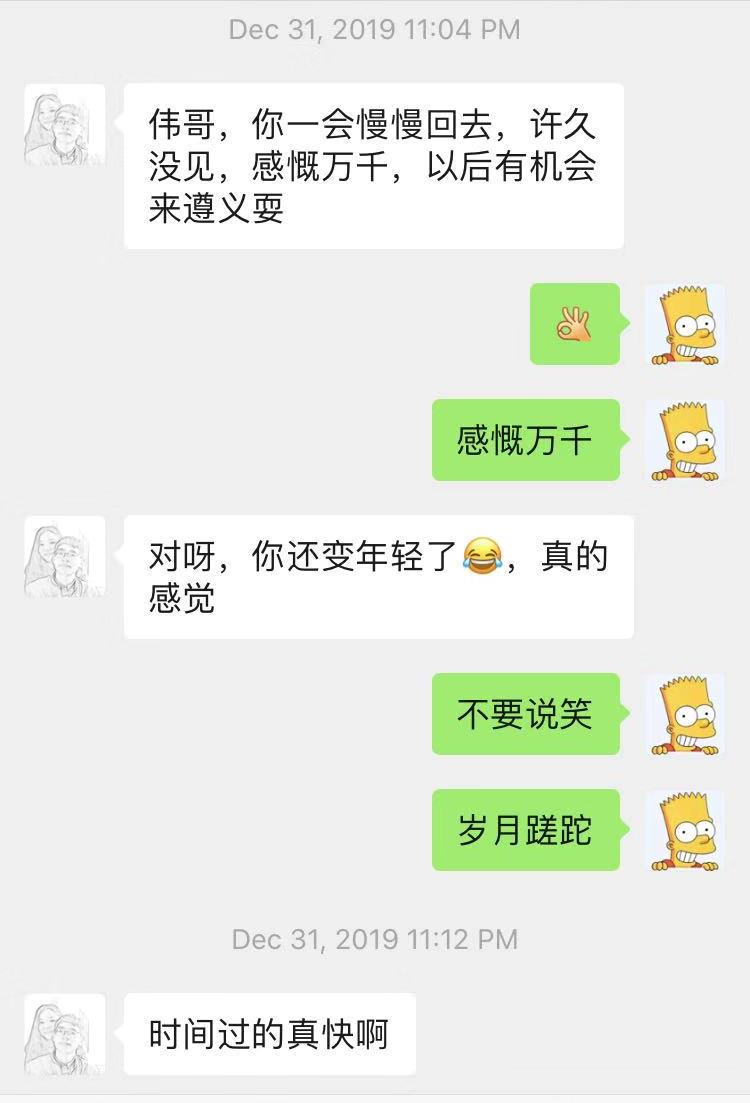 Dec 31, 2019 11:04 PM
伟哥，你一会慢慢回去，许久
没见，感慨万千，以后有机会
来遵义耍
👌
感慨万千
对呀，你还变年轻了😂，真的
感觉
不要说笑
岁月蹉跎
Dec 31, 2019 11:12 PM
时间过的真快啊